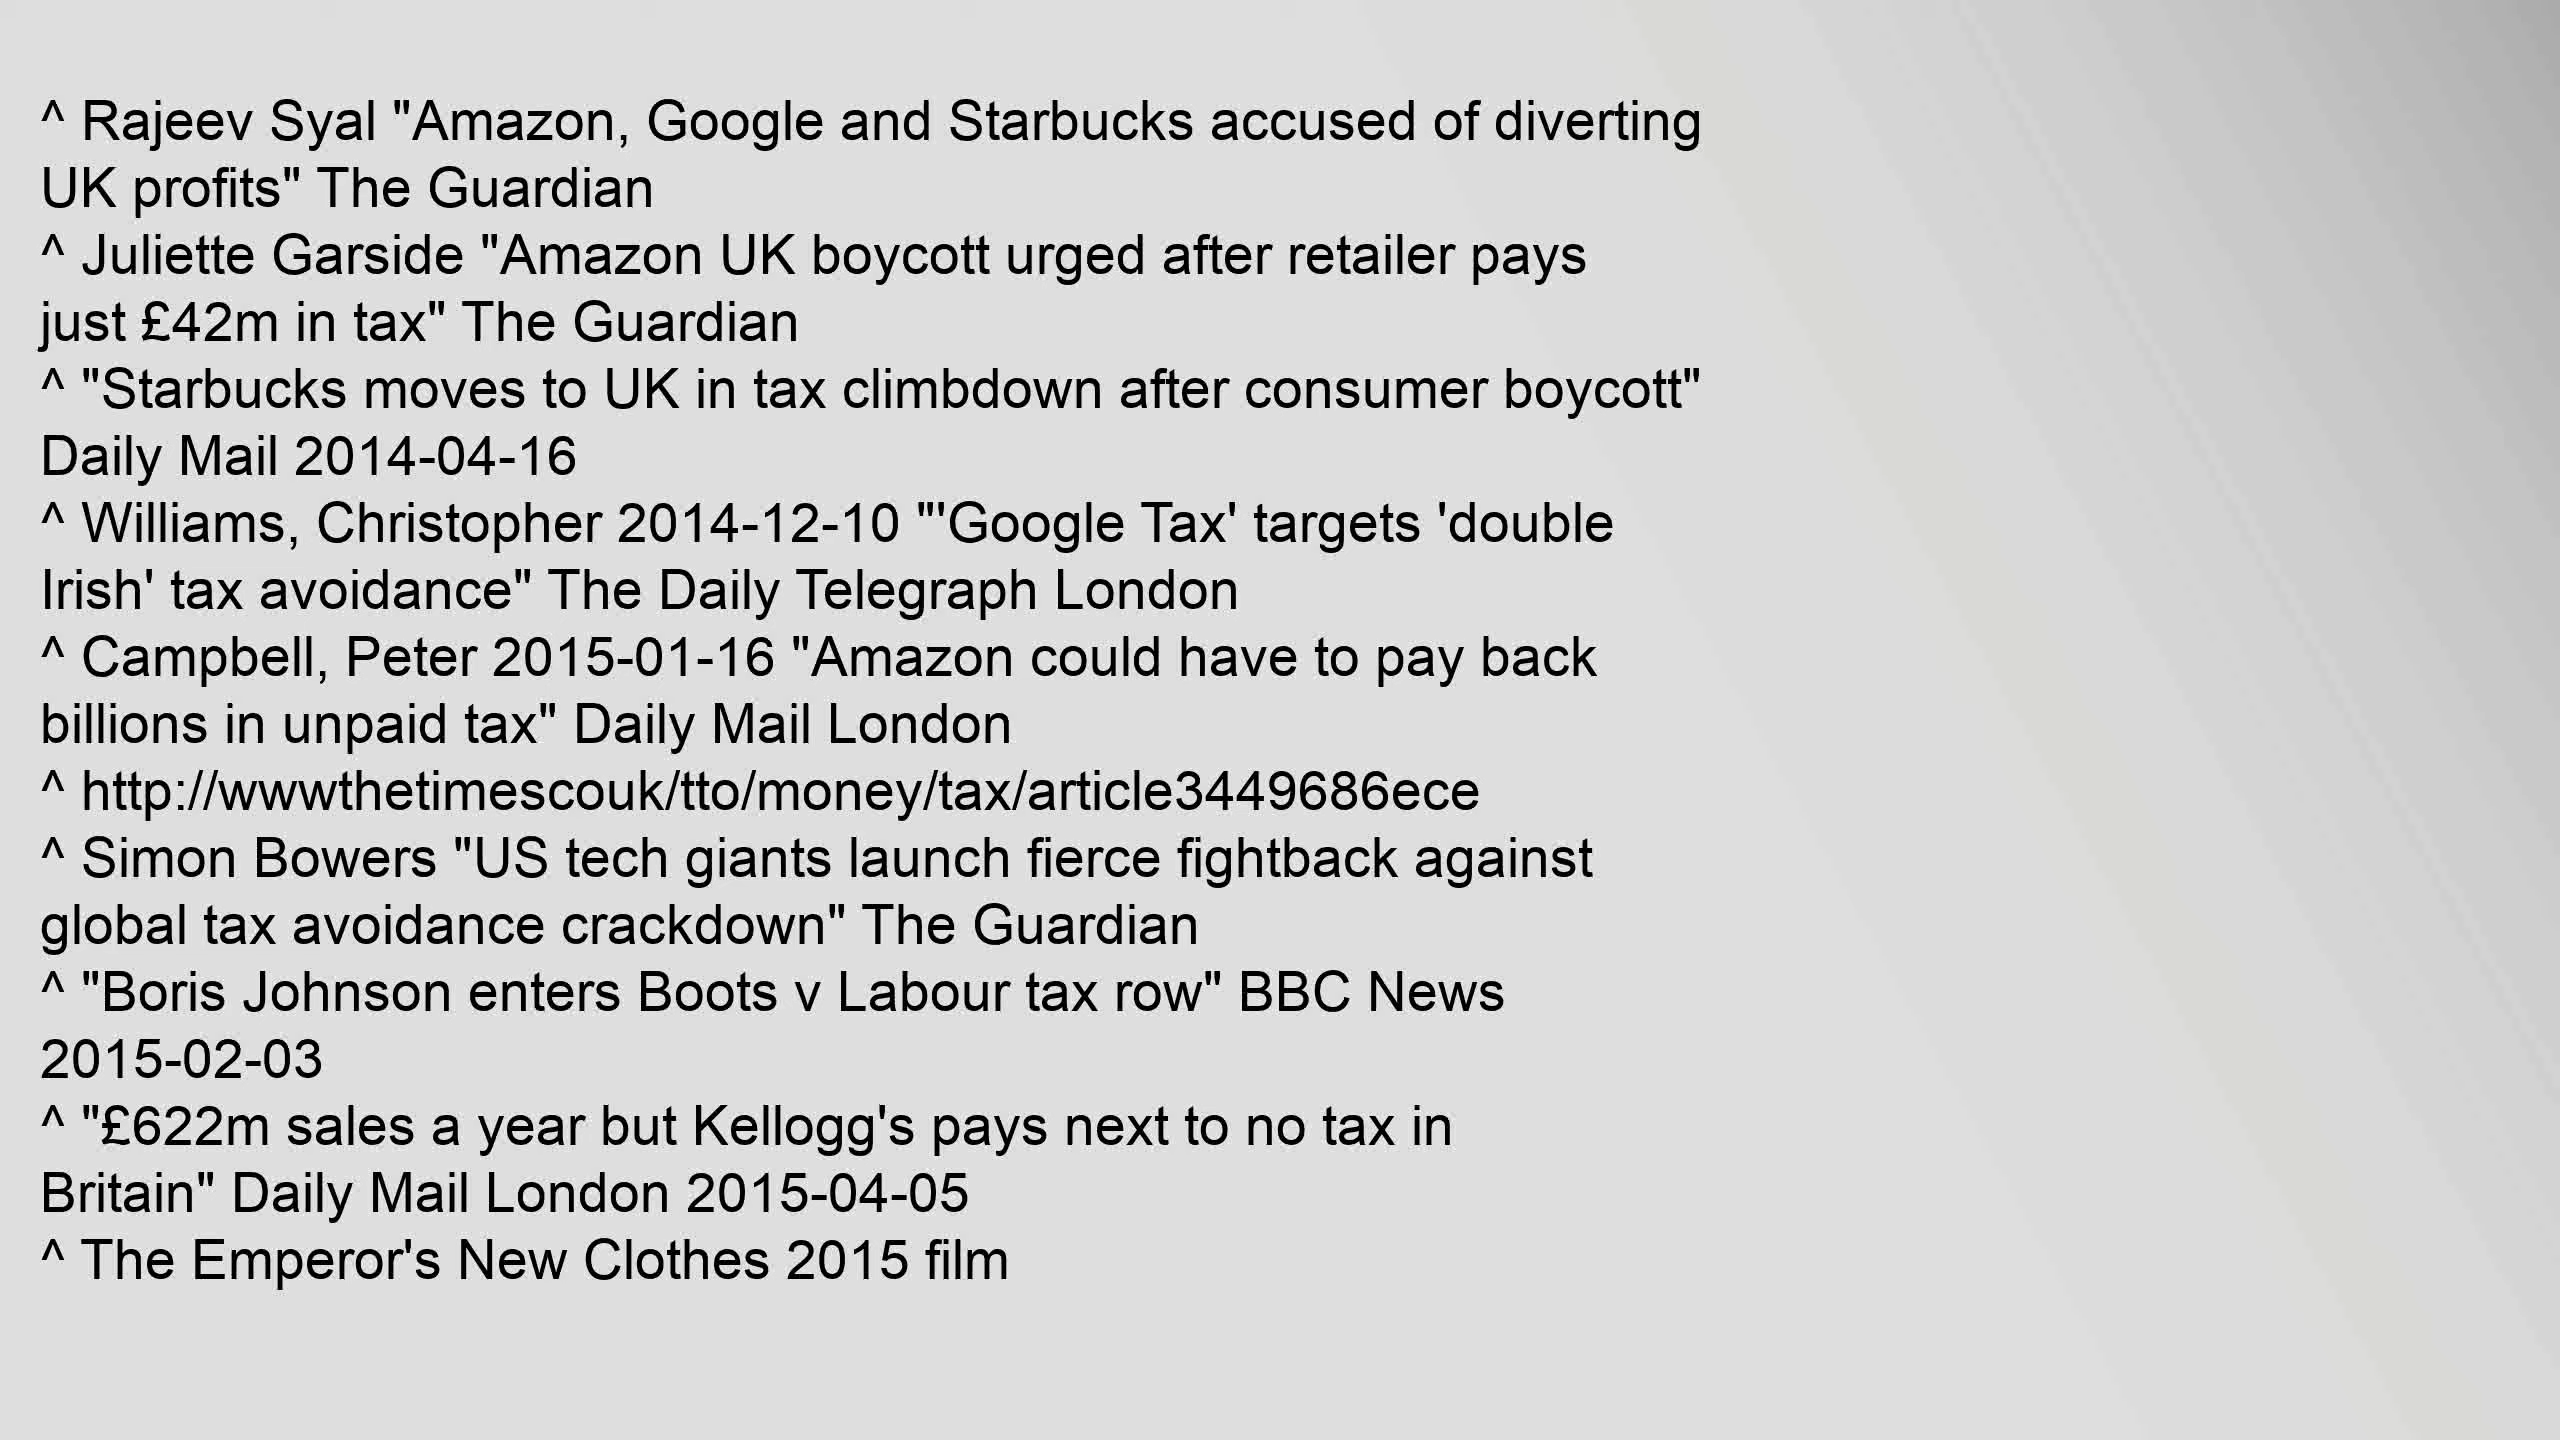 ^ Rajeev Syal "Amazon, Google and Starbucks accused of diverting
UK profits" The Guardian
^ Juliette Garside "Amazon UK boycott urged after retailer pays
just £42m in tax" The Guardian
^ "Starbucks moves to UK in tax climbdown after consumer boycott"
Daily Mail 2014-04-16
^ Williams, Christopher 2014-12-10 "'Google Tax' targets 'double
Irish' tax avoidance" The Daily Telegraph London
^ Campbell, Peter 2015-01-16 "Amazon could have to pay back
billions in unpaid tax" Daily Mail London
^ http://wwwthetimescouk/tto/money/tax/article3449686ece
^ Simon Bowers "US tech giants launch fierce fightback against
global tax avoidance crackdown" The Guardian
^ "Boris Johnson enters Boots v Labour tax row" BBC News
2015-02-03
^ "£622m sales a year but Kellogg's pays next to no tax in
Britain" Daily Mail London 2015-04-05
^ The Emperor's New Clothes 2015 film